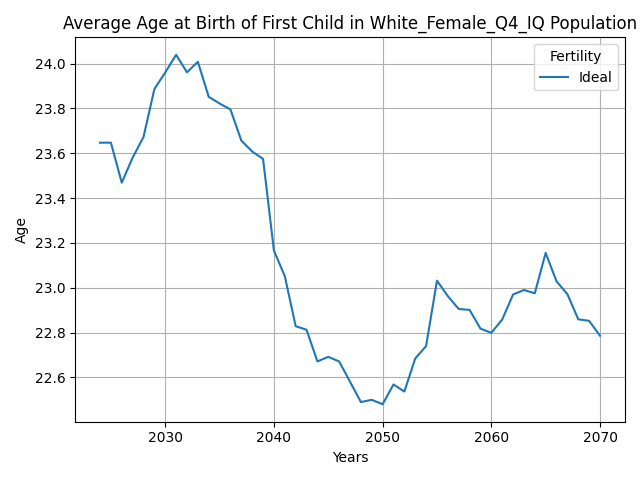 Average Age at Birth of First Child in White_Female_Q4_IQ Population
Fertility
Ideal
24.0
23.8
23.6
23.4
23.2
23.0
22.8
22.6
Age
2030
2040
2050
2060
2070
Years